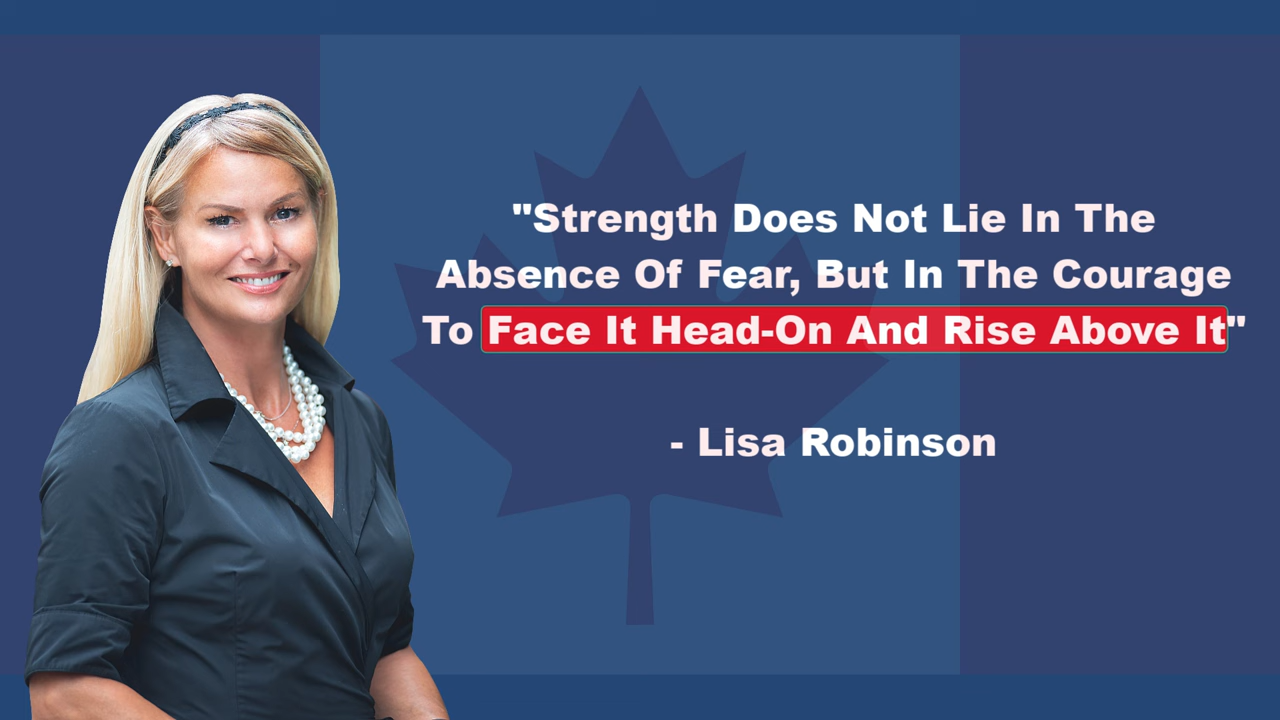 "Strength Does Not Lie In The
Absence Of Fear, But In The Courage
To Face It Head-On And Rise Above It"
- Lisa Robinson